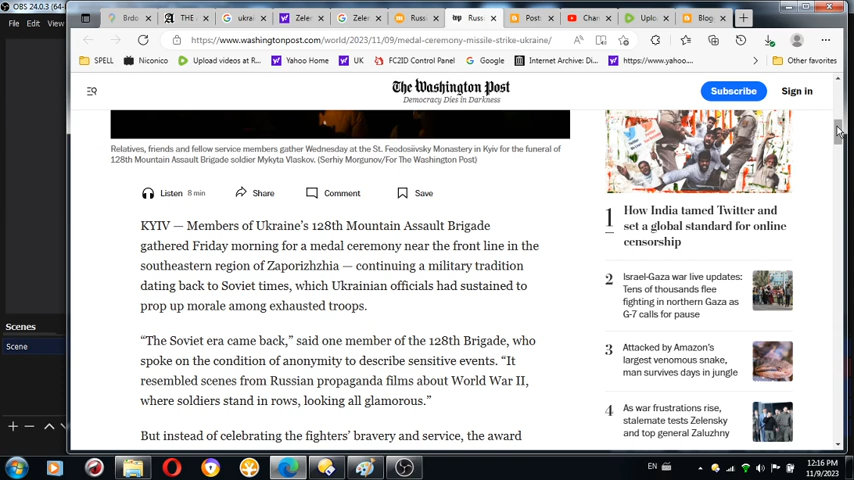 OBS 24.0.3 (64-
File Edit View
Brdo
THE
ukrai
Zeler
Zeler
Russi
wp Russi
Posts
Chan
Uplo
Blog
https://www.washingtonpost.com/world/2023/11/09/medal-ceremony-missile-strike-ukraine/
SPELL
Niconico
Upload videos at R...
Yahoo Home
UK
FC2ID Control Panel
Google
Internet Archive: Di...
https://www.yahoo....
Other favorites
The Washington Post
Democracy Dies in Darkness
Subscribe
Sign in
Relatives, friends and fellow service members gather Wednesday at the St. Feodosiivsky Monastery in Kyiv for the funeral of
128th Mountain Assault Brigade soldier Mykyta Vlaskov. (Serhiy Morgunov/For The Washington Post)
Listen 8 min
Share
Comment
Save
KYIV — Members of Ukraine's 128th Mountain Assault Brigade
gathered Friday morning for a medal ceremony near the front line in the
southeastern region of Zaporizhzhia — continuing a military tradition
dating back to Soviet times, which Ukrainian officials had sustained to
prop up morale among exhausted troops.
“The Soviet era came back,” said one member of the 128th Brigade, who
spoke on the condition of anonymity to describe sensitive events. “It
resembled scenes from Russian propaganda films about World War II,
where soldiers stand in rows, looking all glamorous.”
But instead of celebrating the fighters' bravery and service, the award
1
How India tamed Twitter and
set a global standard for online
censorship
2
Israel-Gaza war live updates:
Tens of thousands flee
fighting in northern Gaza as
G-7 calls for pause
3
Attacked by Amazon's
largest venomous snake,
man survives days in jungle
4
As war frustrations rise,
stalemate tests Zelensky
and top general Zaluzhny
Scenes
Scene
EN
12:16 PM
11/9/2023